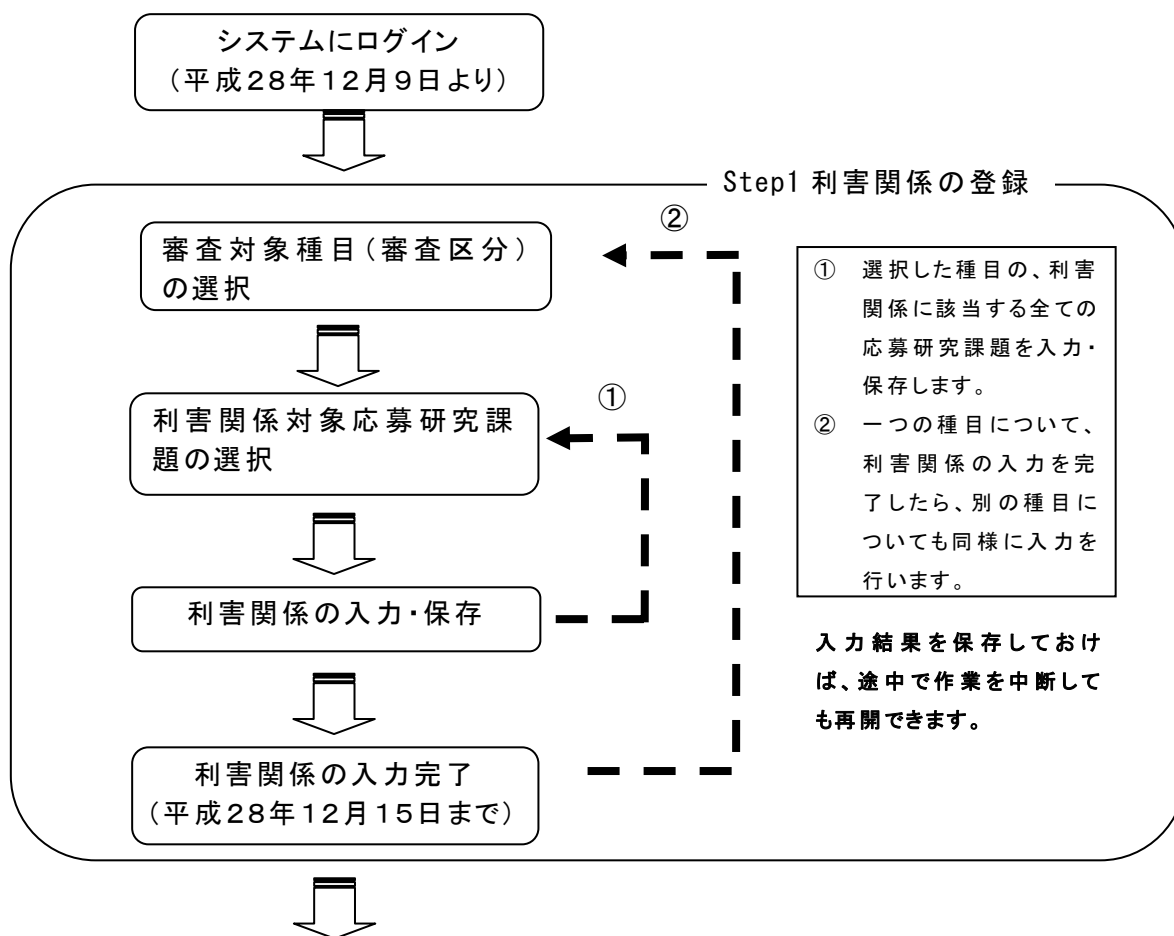 システムにログイン
(平成28年12月9日より)
Step1 利害関係の登録
②
審査対象種目(審査区分)
の選択
①
利害関係対象応募研究課
題の選択
利害関係の入力・保存
利害関係の入力完了
(平成28年12月15日まで)
① 選択した種目の、利害
関係に該当する全ての
応募研究課題を入力・
保存します。
② 一つの種目について、
利害関係の入力を完
了したら、別の種目に
ついても同様に入力を
行います。
入力結果を保存しておけ
ば、途中で作業を中断して
も再開できます。